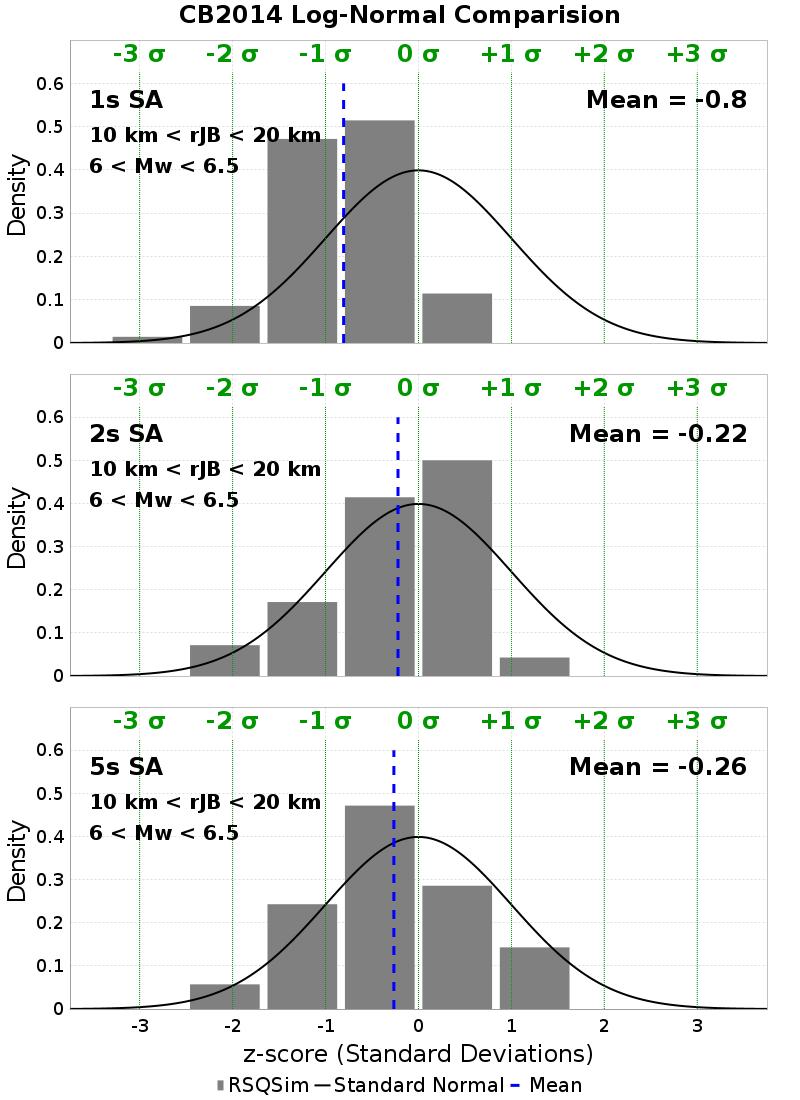 CB2014 Log-Normal Comparision
-3 σ -2 σ -1 σ 0 σ +1 σ +2 σ +3 σ
0.6
1s SA Mean = -0.8
0.5
10 km < rJB < 20 km
6 < Mw < 6.5
0.4
0.3
0.2
0.1
0
Density
-3 σ -2 σ -1 σ 0 σ +1 σ +2 σ +3 σ
0.6
2s SA Mean = -0.22
0.5
10 km < rJB < 20 km
6 < Mw < 6.5
0.4
0.3
0.2
0.1
0
Density
-3 σ -2 σ -1 σ 0 σ +1 σ +2 σ +3 σ
0.6
5s SA Mean = -0.26
0.5
10 km < rJB < 20 km
6 < Mw < 6.5
0.4
0.3
0.2
0.1
0
Density
-3 -2 -1 0 1 2 3
z-score (Standard Deviations)
RSQSim Standard Normal Mean